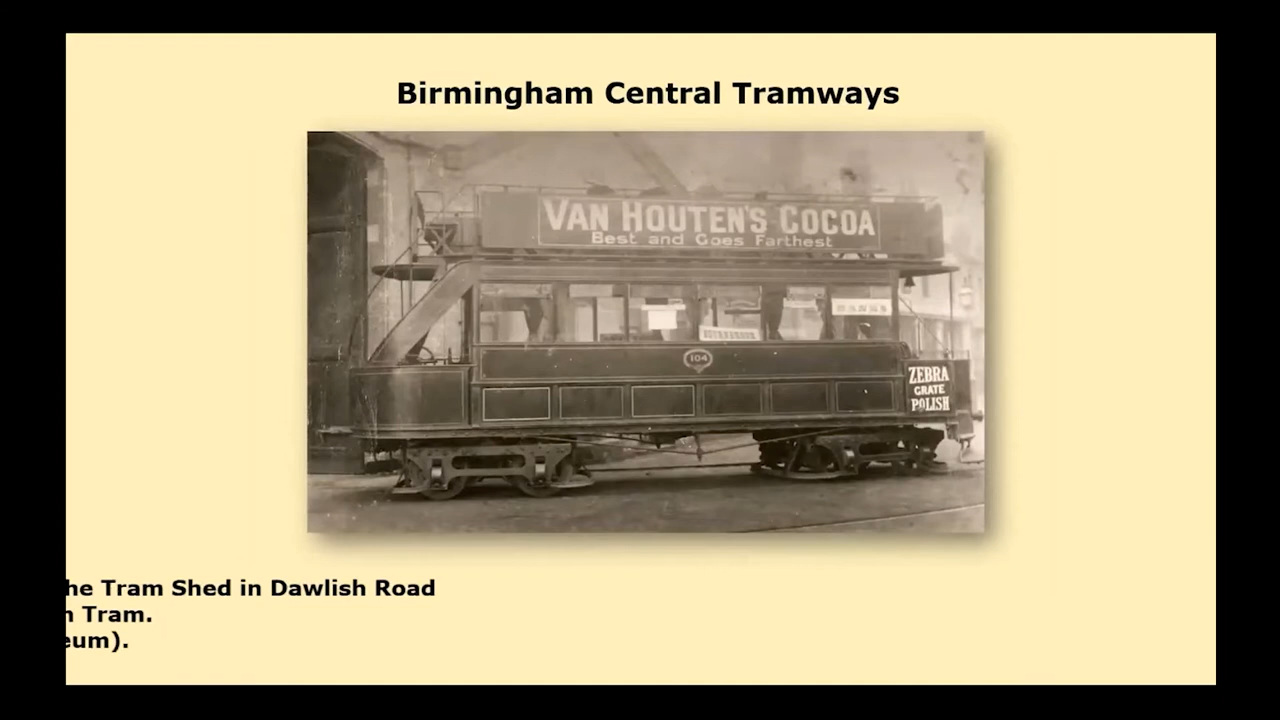 Birmingham Central Tramways
VAN HOUTEN'S COCOA
Best and Goes Farthest
104
ZEBRA
GRATE
POLISH
he Tram Shed in Dawlish Road
n Tram.
eum).